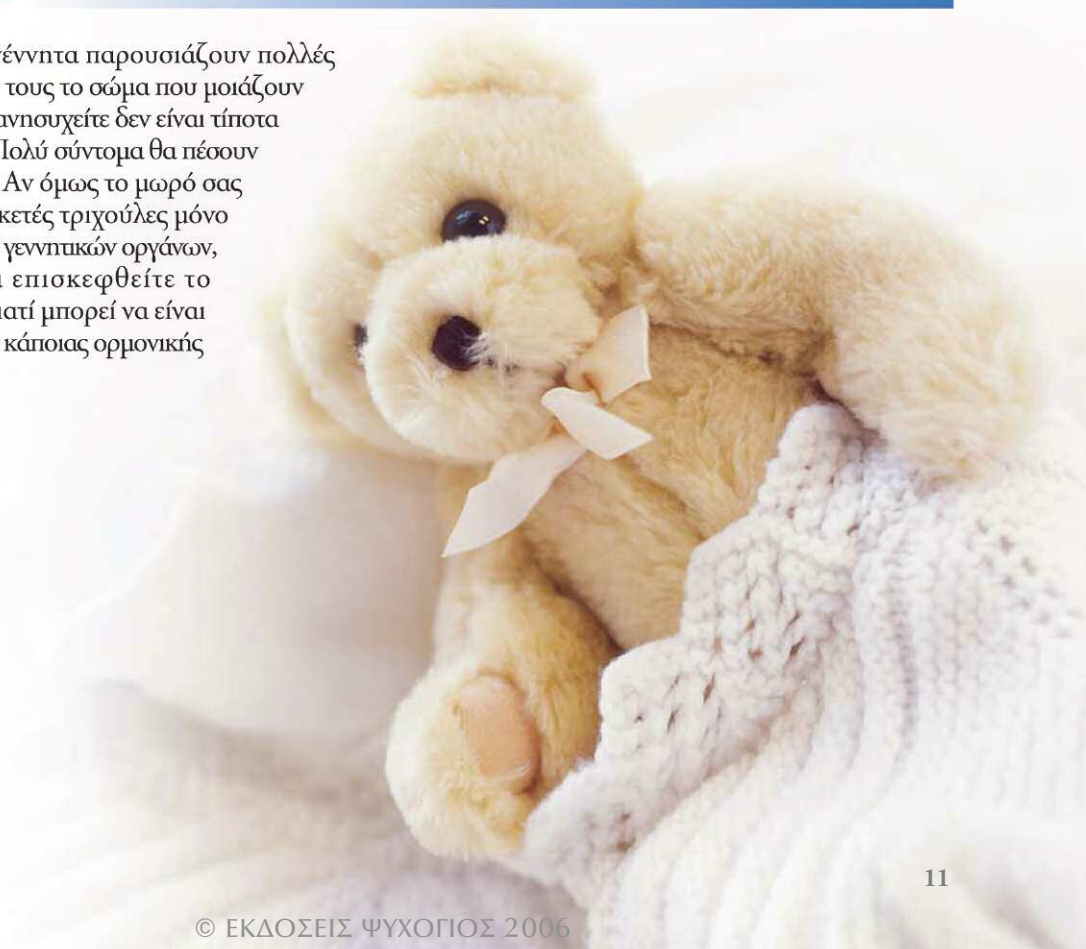 έννητα παρουσιάζουν πολλές
τους το σώμα που μοιάζουν
ανησυχείτε δεν είναι τίποτα
Πολύ σύντομα θα πέσουν
Αν όμως το μωρό σας
κετές τριχούλες μόνο
γεννητικών οργάνων,
επισκεφθείτε το
ιατί μπορεί να είναι
κάποιας ορμονικής
11
© ΕΚΔΟΣΕΙΣ ΨΥΧΟΓΙΟΣ 2006